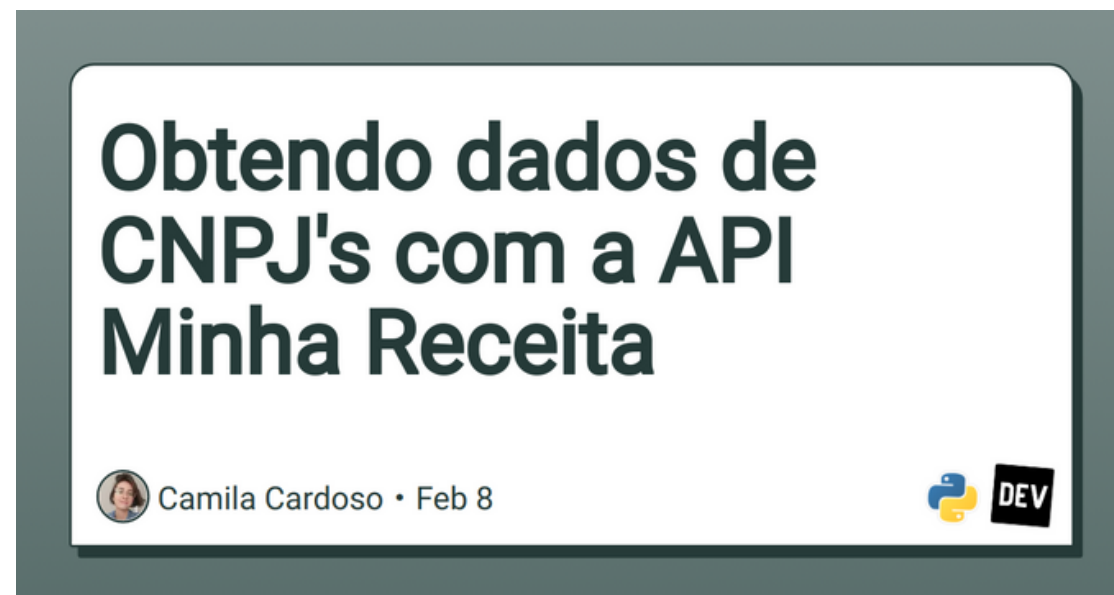 Obtendo dados de
CNPJ's com a API
Minha Receita
Camila Cardoso • Feb 8
DEV